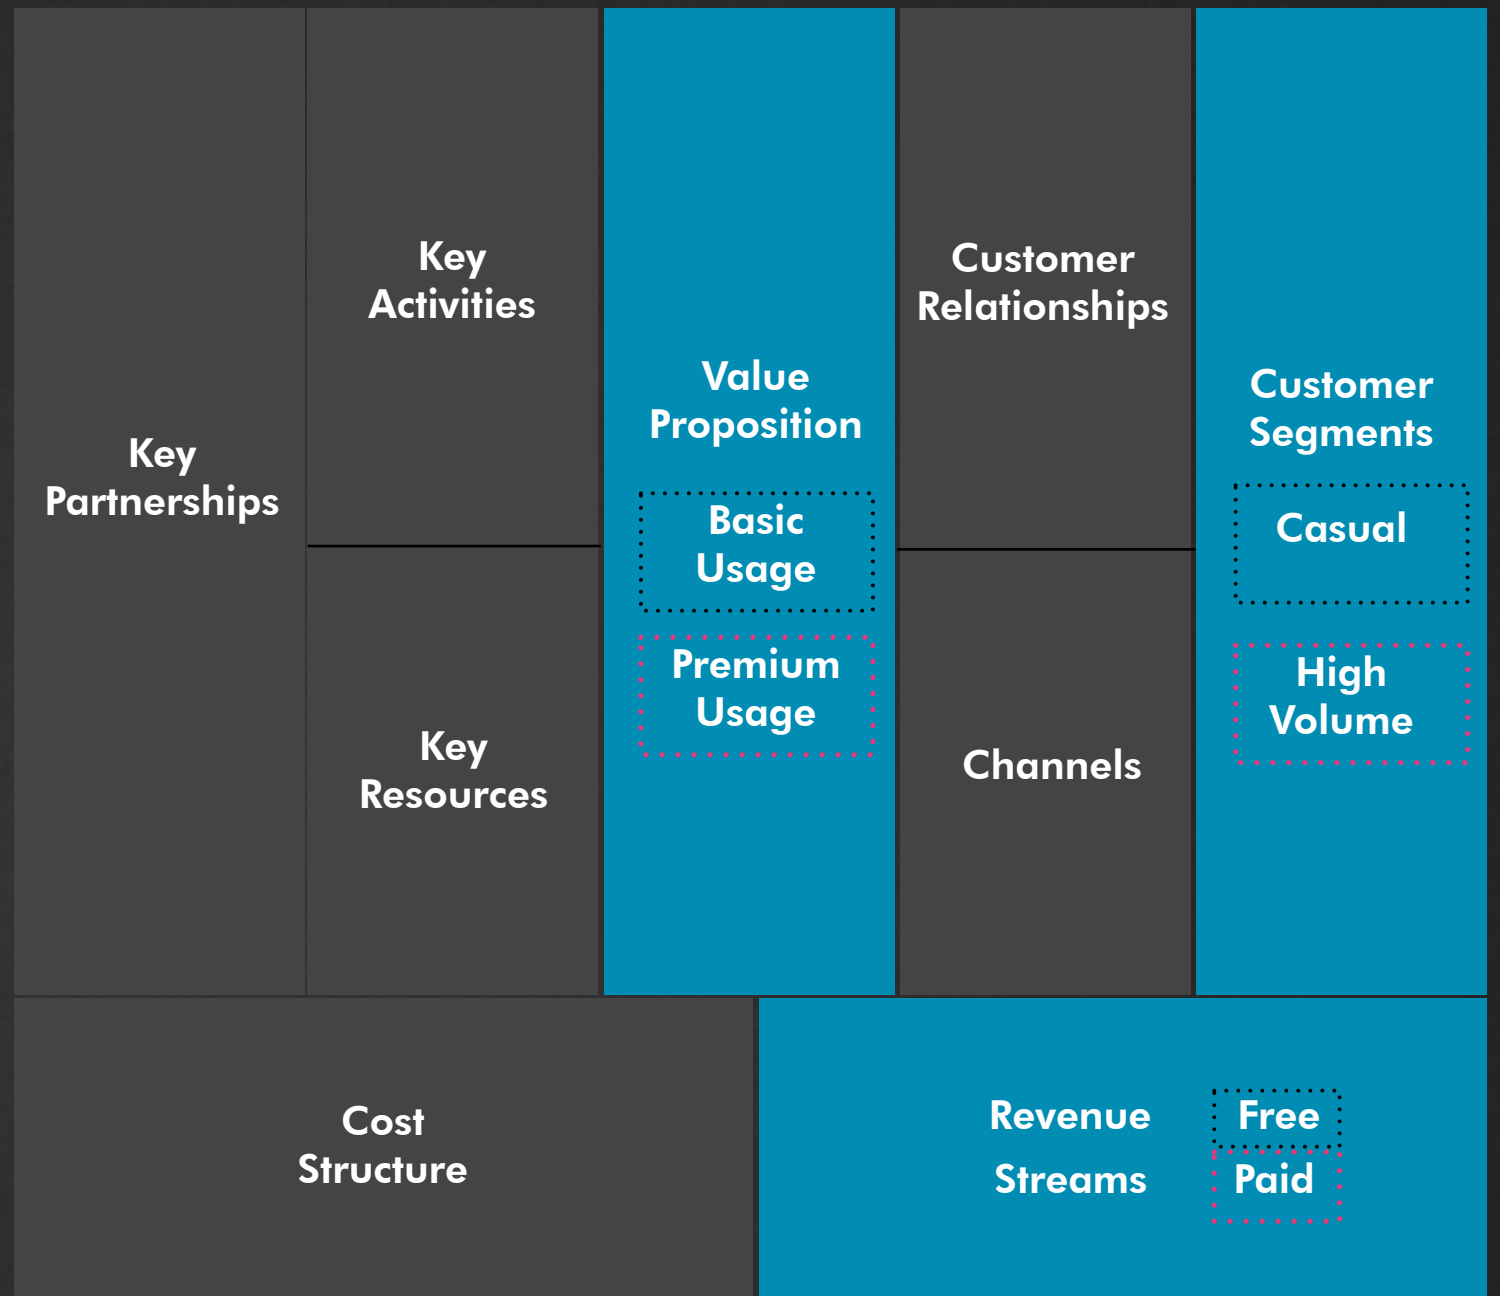 Key
Partnerships
Key
Activities
Key
Resources
Value
Proposition
Basic
Usage
Premium
Usage
Customer
Relationships
Channels
Customer
Segments
Casual
High
Volume
Cost
Structure
Revenue
Streams
Free
Paid